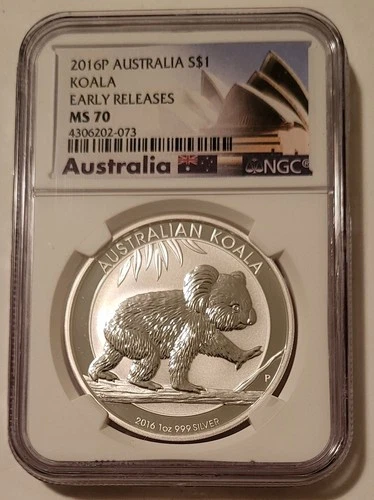 2016P AUSTRALIA S$1
KOALA
EARLY RELEASES
MS 70
4306202-073
Australia NGC®
AUSTRALIAN KOALA
P
2016 1oz 999 SILVER